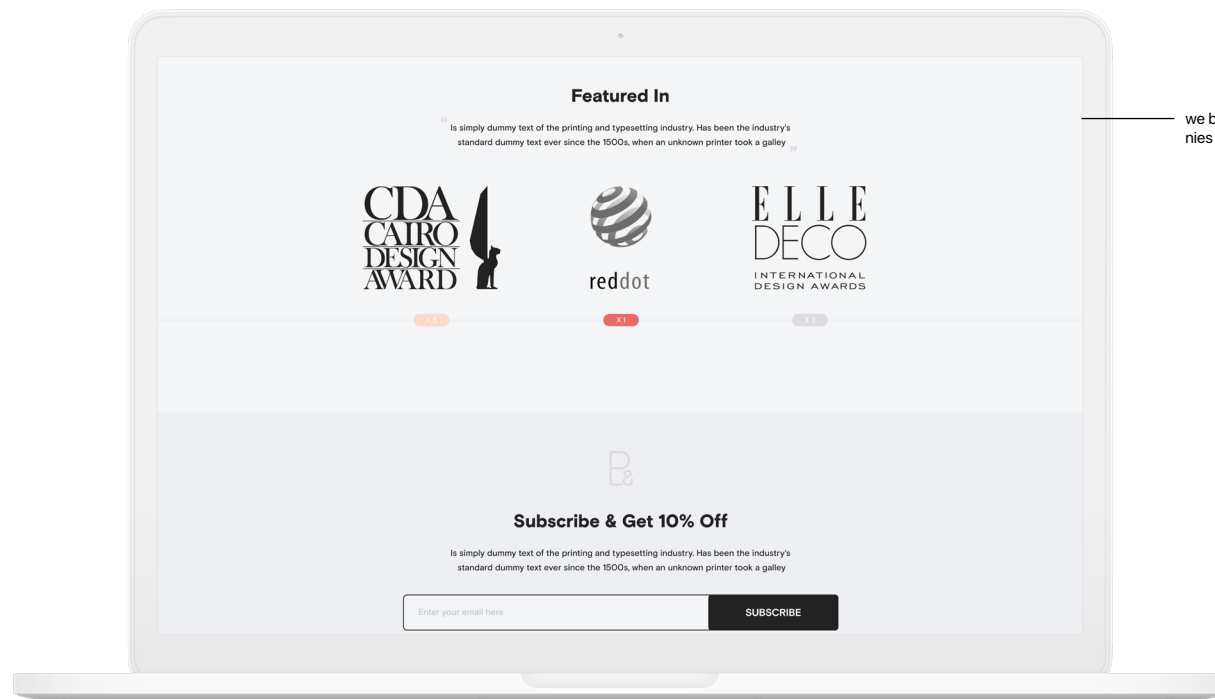 Featured In
“ Is simply dummy text of the printing and typesetting industry. Has been the industry's
standard dummy text ever since the 1500s, when an unknown printer took a galley ”
we b
nies
CDA
CAIRO
DESIGN
AWARD
reddot
ELLE
DECO
INTERNATIONAL
DESIGN AWARDS
X 1
P&
Subscribe & Get 10% Off
Is simply dummy text of the printing and typesetting industry. Has been the industry's
standard dummy text ever since the 1500s, when an unknown printer took a galley
Enter your email here
SUBSCRIBE